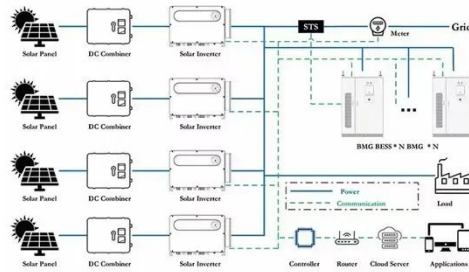 STS
Meter
Grid
Solar Panel DC Combiner Solar Inverter
Solar Panel DC Combiner Solar Inverter
BMG BESS * N BMG * N
Solar Panel DC Combiner Solar Inverter
Power
Communication
Load
Solar Panel DC Combiner Solar Inverter
Controller Router Cloud Server Applications